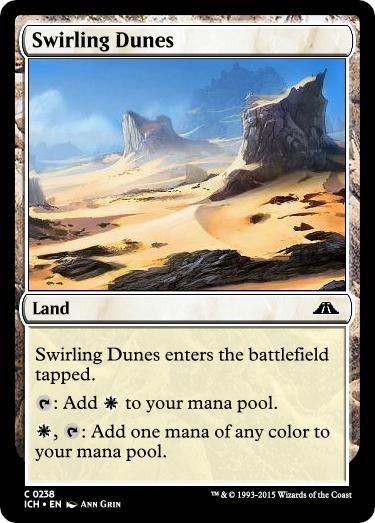 Swirling Dunes
Land
Swirling Dunes enters the battlefield
tapped.
: Add to your mana pool.
, : Add one mana of any color to
your mana pool.
C 0238
ICH • EN Ann Grin
™ & © 1993-2015 Wizards of the Coast